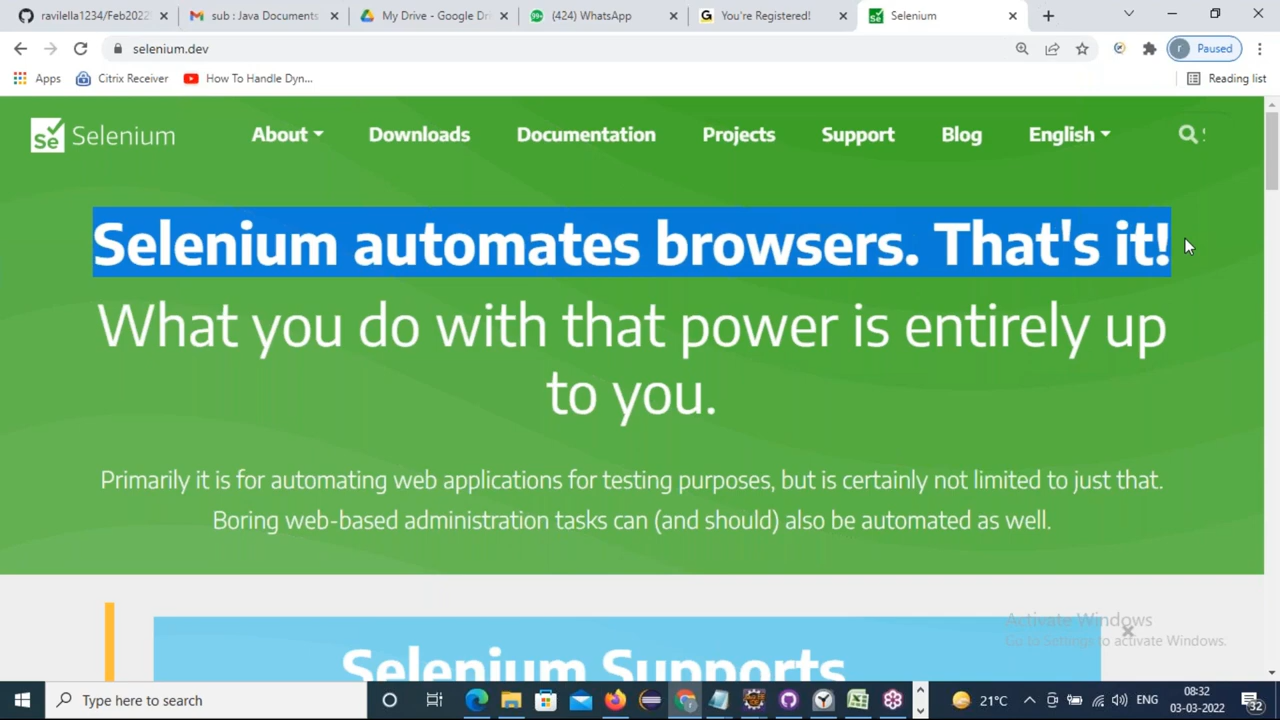 ravilella1234/Feb2022
sub : Java Documents
My Drive - Google Dri
99+
(424) WhatsApp
You're Registered!
Selenium
selenium.dev
r Paused
Apps
Citrix Receiver
How To Handle Dyn...
Reading list
Se Selenium
About
Downloads
Documentation
Projects
Support
Blog
English
Selenium automates browsers. That's it!
What you do with that power is entirely up
to you.
Primarily it is for automating web applications for testing purposes, but is certainly not limited to just that.
Boring web-based administration tasks can (and should) also be automated as well.
Activate Windows
Go to Settings to activate Windows.
Selenium Supports
Type here to search
21°C
ENG
08:32
03-03-2022
32